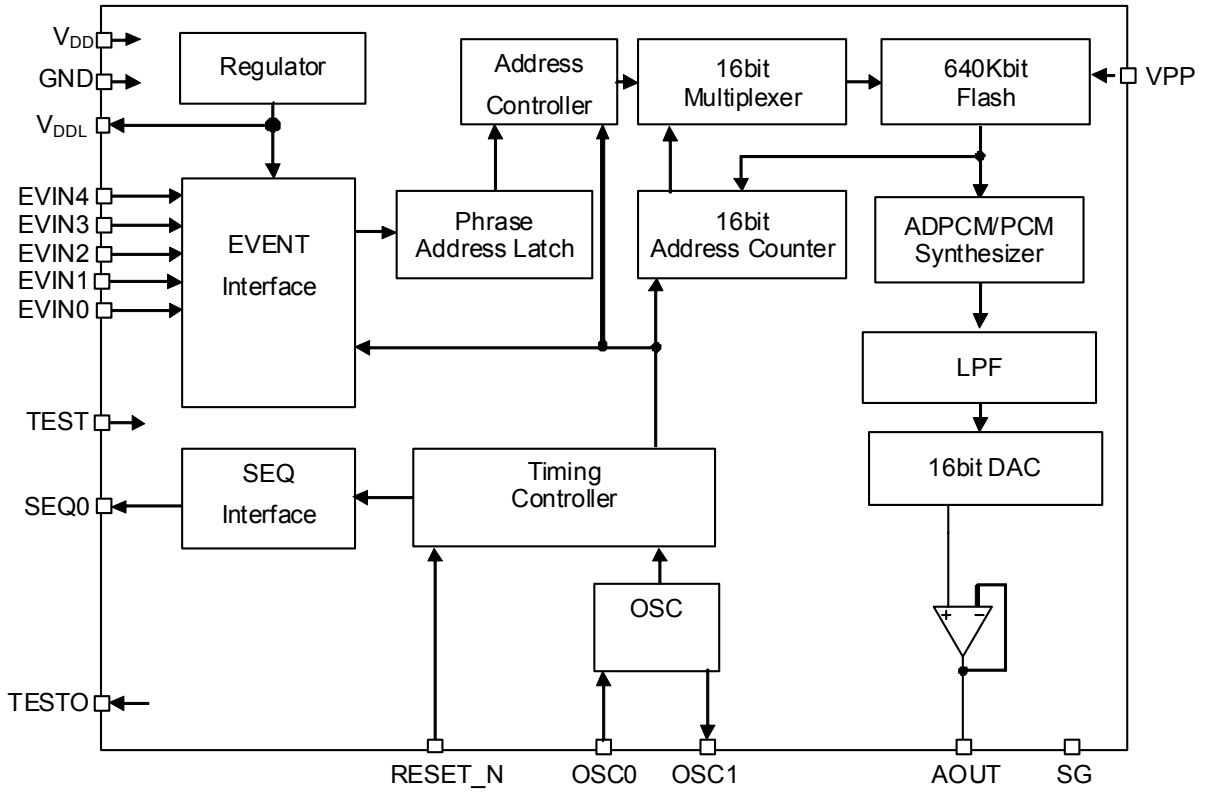 VDD
GND
VDDL
EVIN4
EVIN3
EVIN2
EVIN1
EVIN0
TEST
SEQ0
TESTO
Regulator
EVENT
Interface
SEQ
Interface
Address
Controller
Phrase
Address Latch
16bit
Multiplexer
16bit
Address Counter
Timing
Controller
OSC
640Kbit
Flash
VPP
ADPCM/PCM
Synthesizer
LPF
16bit DAC
+ −
RESET_N
OSC0
OSC1
AOUT
SG